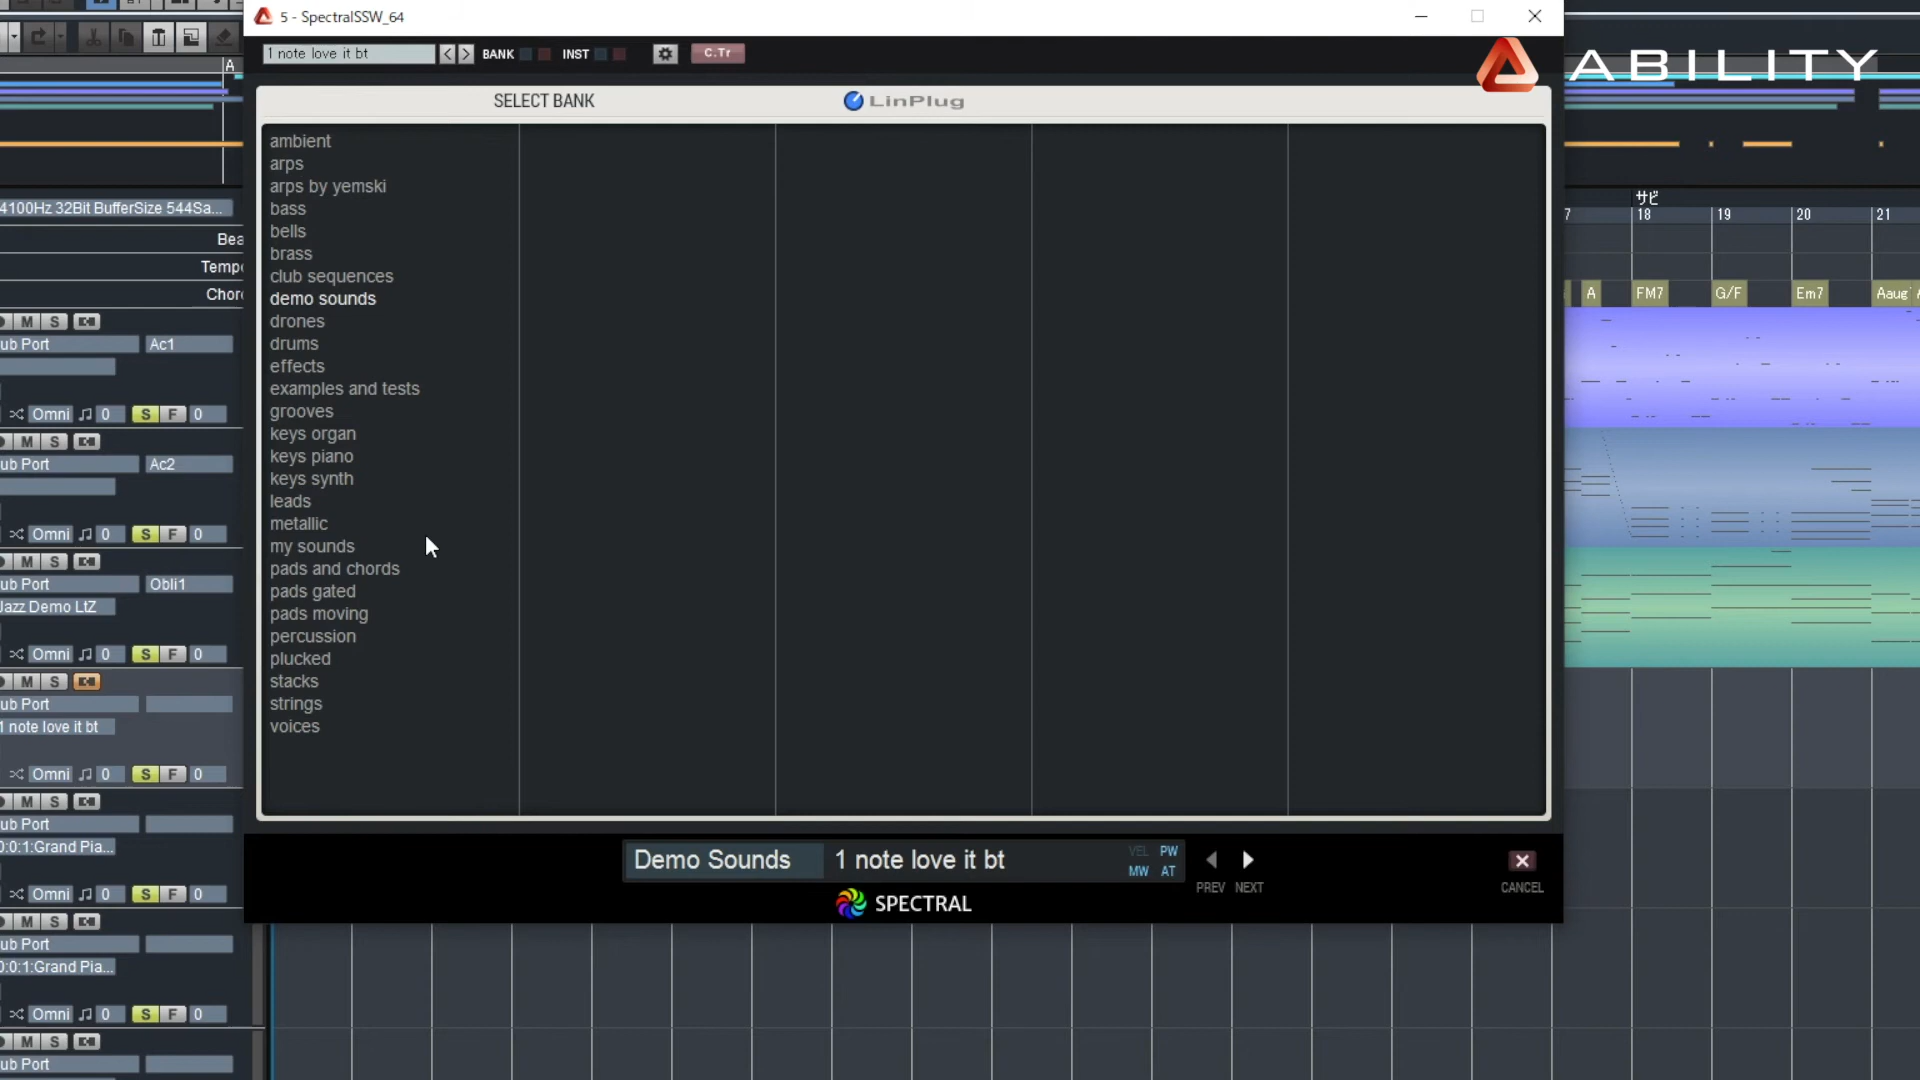 5 - SpectralSSW_64
1 note love it bt
BANK
INST
C.Tr
ABILITY
SELECT BANK
LinPlug
ambient
arps
arps by yemski
bass
bells
brass
club sequences
demo sounds
drones
drums
effects
examples and tests
grooves
keys organ
keys piano
keys synth
leads
metallic
my sounds
pads and chords
pads gated
pads moving
percussion
plucked
stacks
strings
voices
Demo Sounds 1 note love it bt
VEL PW
MW AT
PREV NEXT
CANCEL
SPECTRAL
A
4100Hz 32Bit BufferSize 544Sa...
Bea
Tempo
Chor
M S
ub Port Ac1
Omni 0 S F 0
M S
ub Port Ac2
Omni 0 S F 0
M S
ub Port Obli1
Jazz Demo LtZ
Omni 0 S F 0
M S
ub Port
1 note love it bt
Omni 0 S F 0
M S
ub Port
0:0:1:Grand Pia...
Omni 0 S F 0
M S
ub Port
0:0:1:Grand Pia...
Omni 0 S F 0
M S
ub Port
サビ
7 18 19 20 21
A FM7 G/F Em7 Aaug